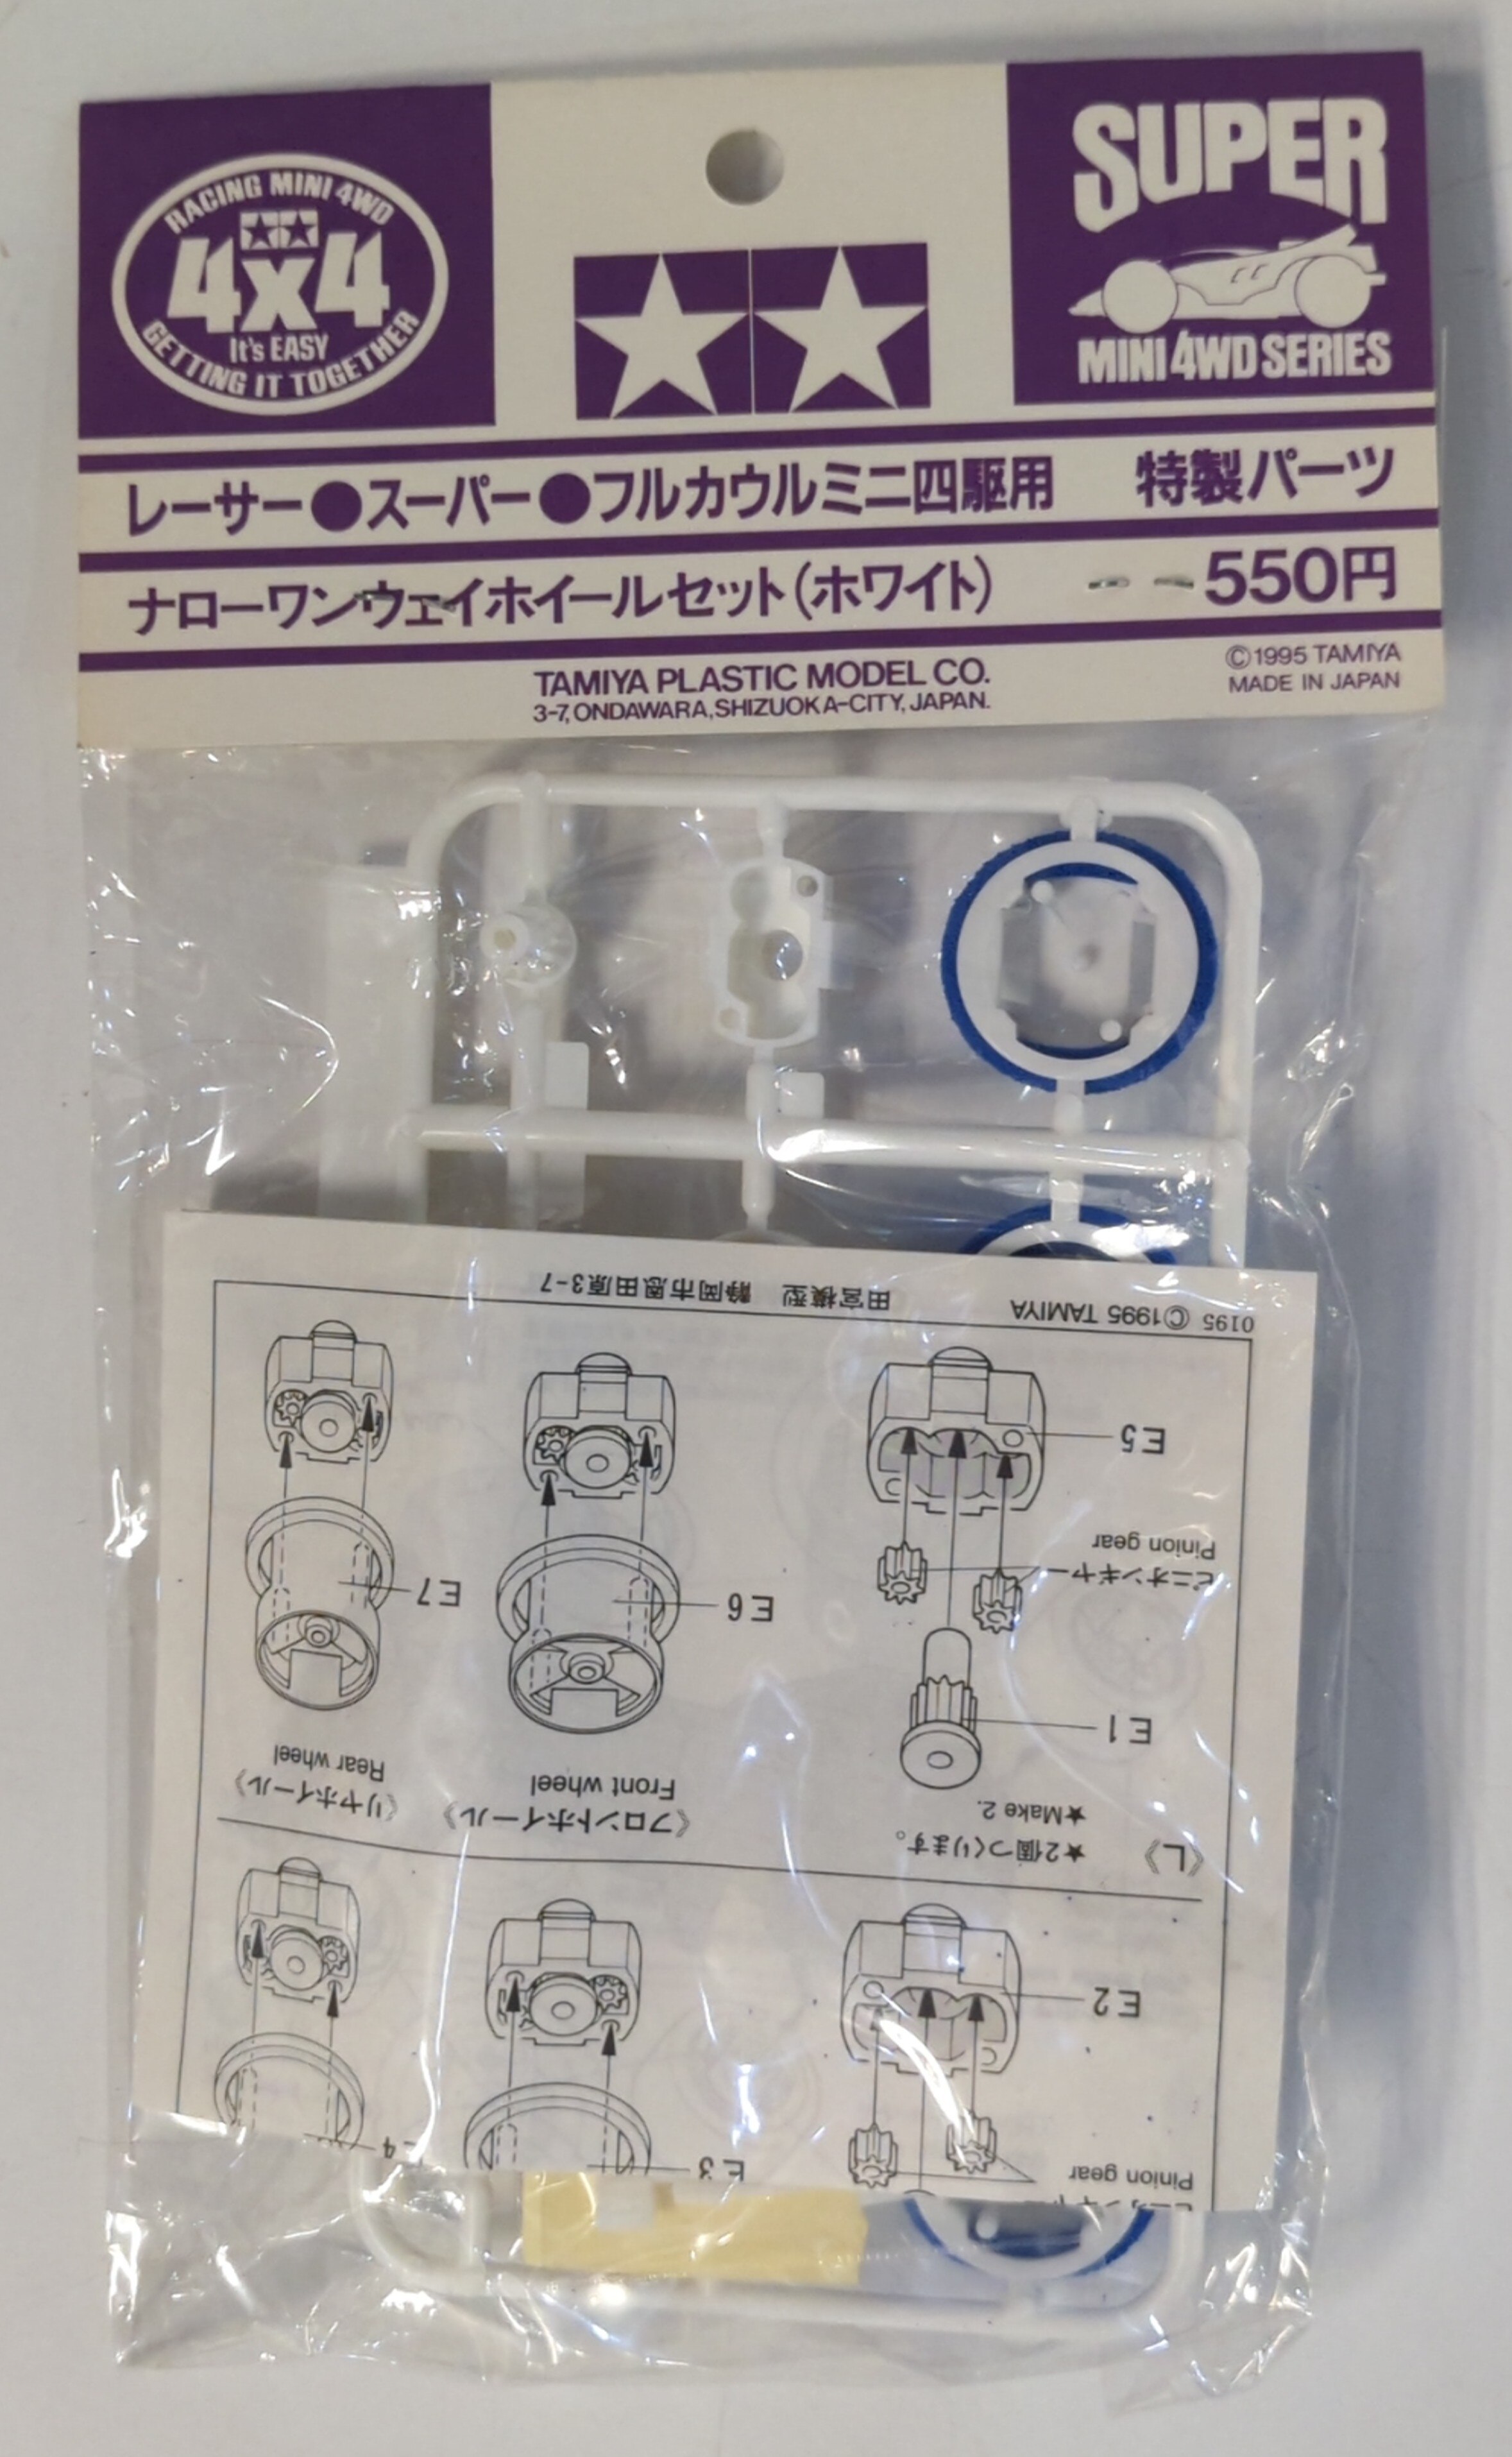 RACING MINI 4WD
4x4
It's EASY
GETTING IT TOGETHER
SUPER
MINI 4WD SERIES
レーサー●スーパー●フルカウルミニ四駆用 特製パーツ
ナローワンウェイホイールセット(ホワイト) 550円
TAMIYA PLASTIC MODEL CO.
3-7, ONDAWARA, SHIZUOKA-CITY, JAPAN.
©1995 TAMIYA
MADE IN JAPAN
Pinion gear
E3
E2
《L》
★2個つくります。
★Make 2.
《フロントホイール》
Front wheel
《リヤホイール》
Rear wheel
E1
ピニオンギヤー
Pinion gear
E5
E6
E7
0195 ©1995 TAMIYA 田宮模型 静岡市恩田原3-7